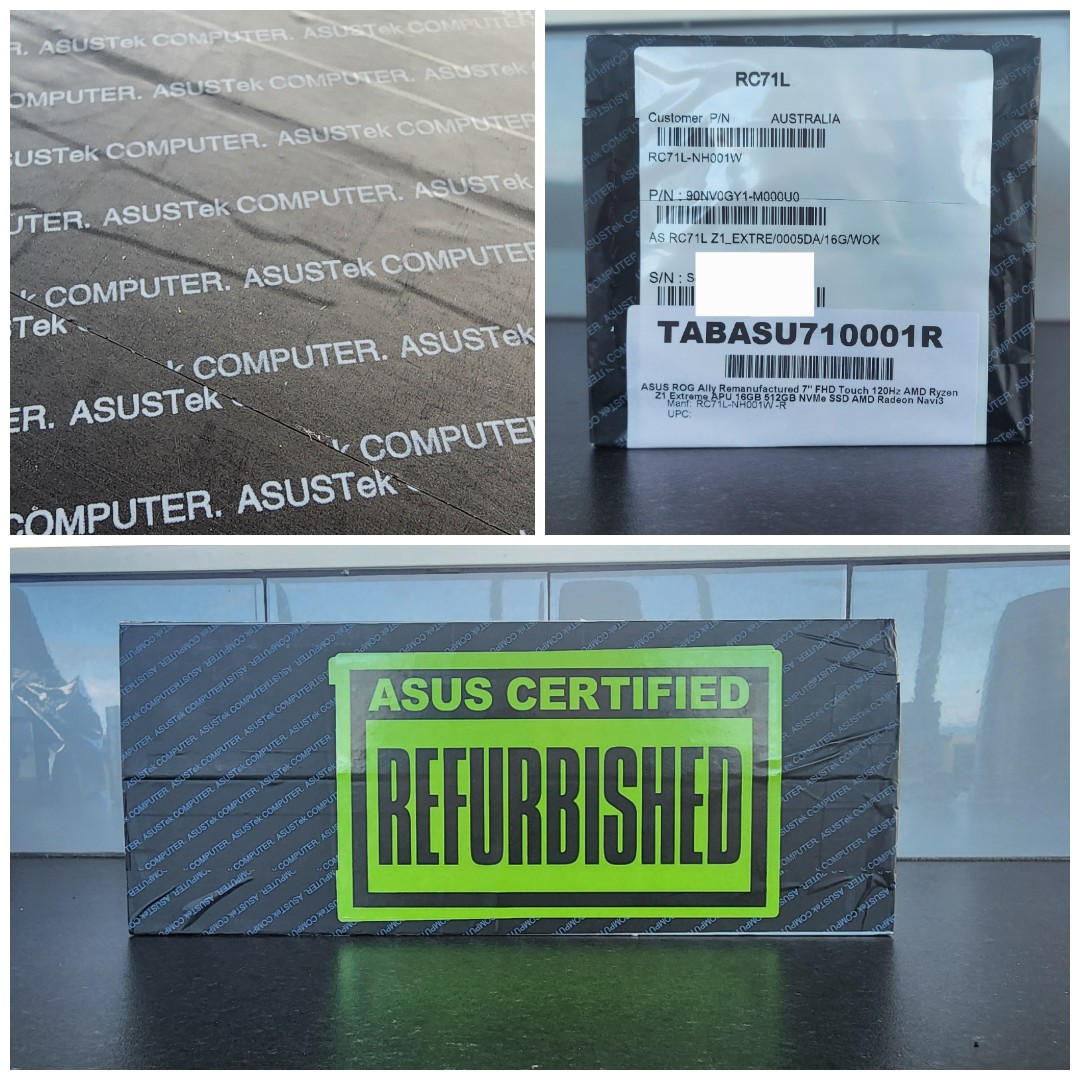 R. ASUSTek COMPUTER. ASUSTek COMPUTER.
OMPUTER. ASUSTek COMPUTER. ASUSTek
SUSTek COMPUTER. ASUSTek COMPUTER.
UTER. ASUSTek COMPUTER. ASUSTek
k COMPUTER. ASUSTek COMPUTER.
STek
k COMPUTER. ASUSTek
ER. ASUSTek
k COMPUTER.
COMPUTER. ASUSTek
RC71L
Customer P/N AUSTRALIA
RC71L-NH001W
P/N : 90NV0GY1-M000U0
AS RC71L Z1_EXTRE/0005DA/16G/WOK
S/N : S
TABASU710001R
ASUS ROG Ally Remanufactured 7" FHD Touch 120Hz AMD Ryzen
Z1 Extreme APU 16GB 512GB NVMe SSD AMD Radeon Navi3
Manf: RC71L-NH001W-R
UPC:
ASUS CERTIFIED
REFURBISHED